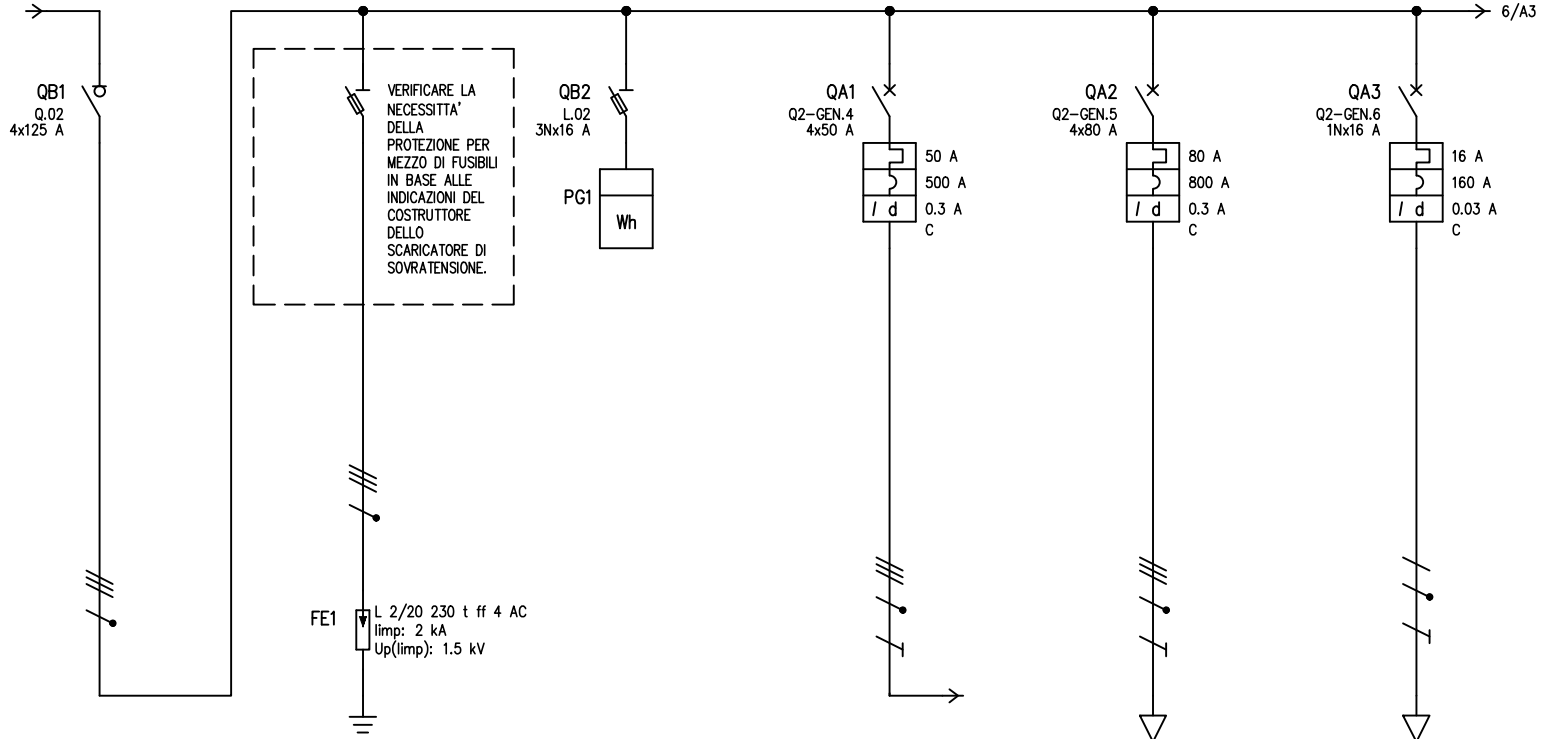 6/A3
QB1
Q.02
4x125 A
VERIFICARE LA
NECESSITTA'
DELLA
PROTEZIONE PER
MEZZO DI FUSIBILI
IN BASE ALLE
INDICAZIONI DEL
COSTRUTTORE
DELLO
SCARICATORE DI
SOVRATENSIONE.
QB2
L.02
3Nx16 A
PG1
Wh
QA1
Q2-GEN.4
4x50 A
50 A
500 A
I d
0.3 A
C
QA2
Q2-GEN.5
4x80 A
80 A
800 A
I d
0.3 A
C
QA3
Q2-GEN.6
1Nx16 A
16 A
160 A
I d
0.03 A
C
FE1
L 2/20 230 t ff 4 AC
Iimp: 2 kA
Up(Iimp): 1.5 kV